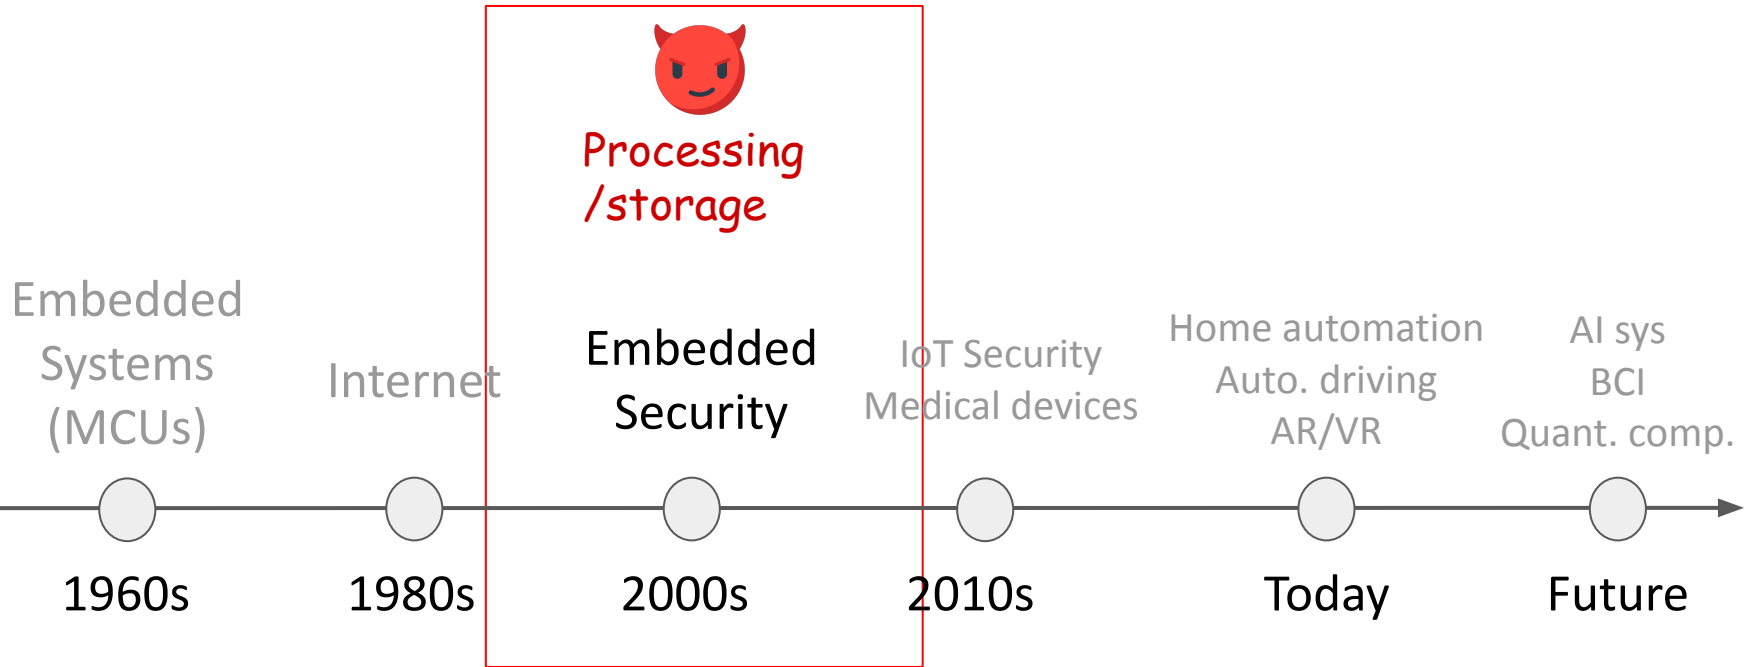 Processing
/storage
Embedded
Systems
(MCUs)
Internet
Embedded
Security
IoT Security
Medical devices
Home automation
Auto. driving
AR/VR
AI sys
BCI
Quant. comp.
1960s
1980s
2000s
2010s
Today
Future